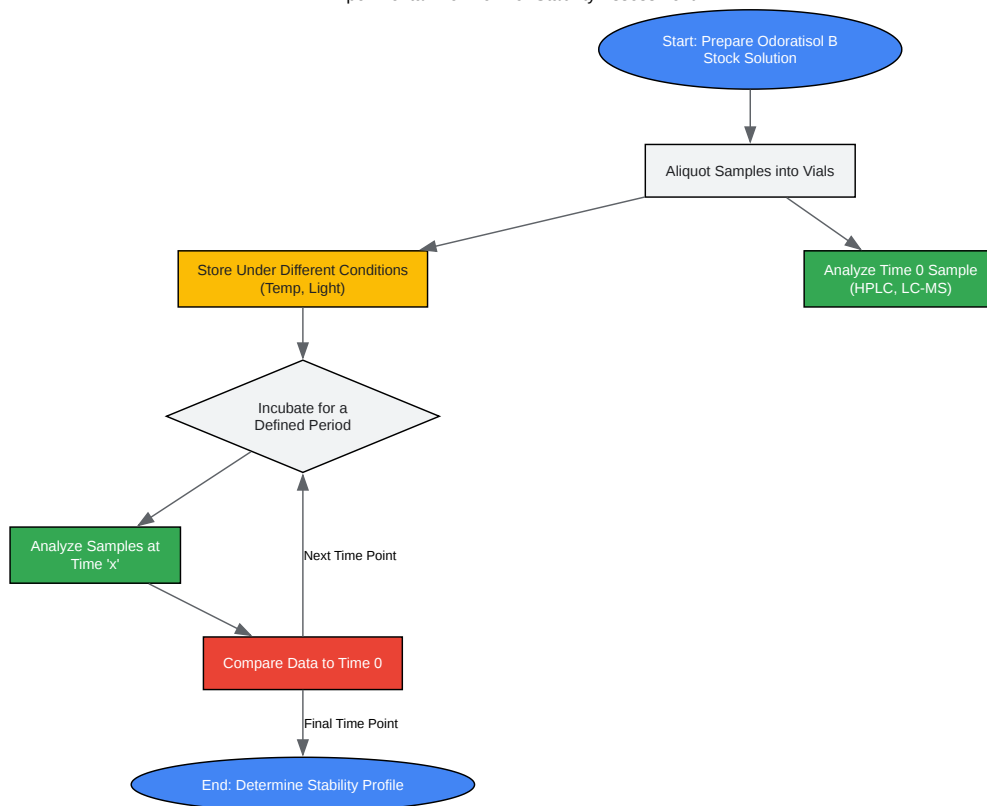 Start: Prepare Odoratisol B
Stock Solution
Aliquot Samples into Vials
Store Under Different Conditions
(Temp, Light)
Analyze Time 0 Sample
(HPLC, LC-MS)
Incubate for a
Defined Period
Analyze Samples at
Time 'x'
Next Time Point
Compare Data to Time 0
Final Time Point
End: Determine Stability Profile